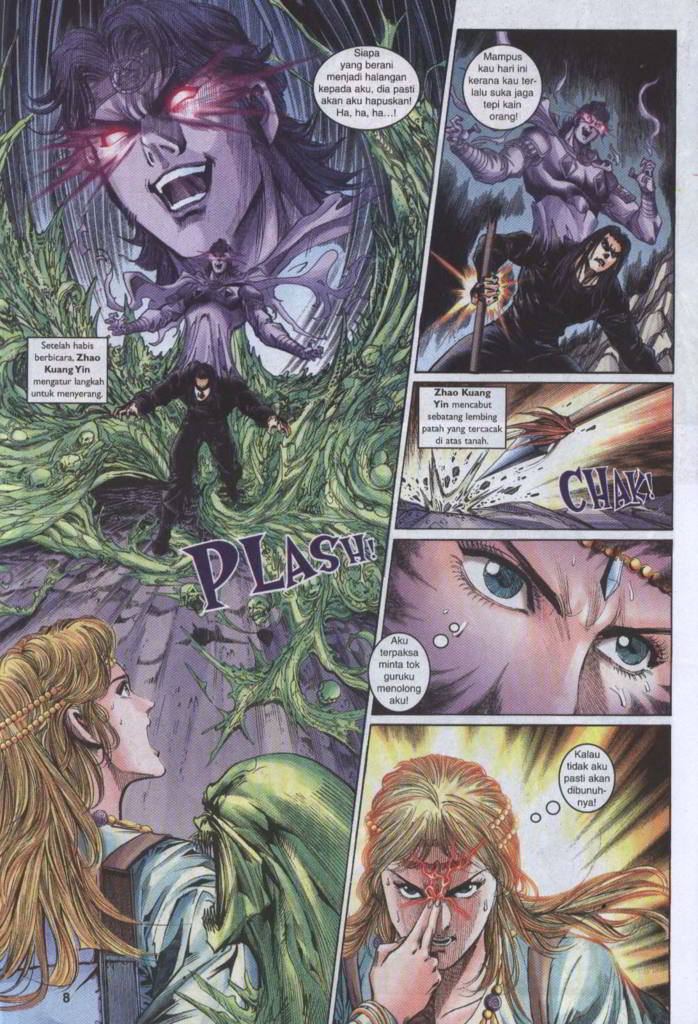 Siapa
yang berani
menjadi halangan
kepada aku, dia pasti
akan aku hapuskan!
Ha, ha, ha...!
Setelah habis
berbicara, Zhao
Kuang Yin
mengatur langkah
untuk menyerang.
PLASH!
Mampus
kau hari ini
kerana kau ter-
lalu suka jaga
tepi kain
orang!
Zhao Kuang
Yin mencabut
sebatang lembing
patah yang tercacak
di atas tanah.
CHAK!
Aku
terpaksa
minta tok
guruku
menolong
aku!
Kalau
tidak aku
pasti akan
dibunuh-
nya!
8